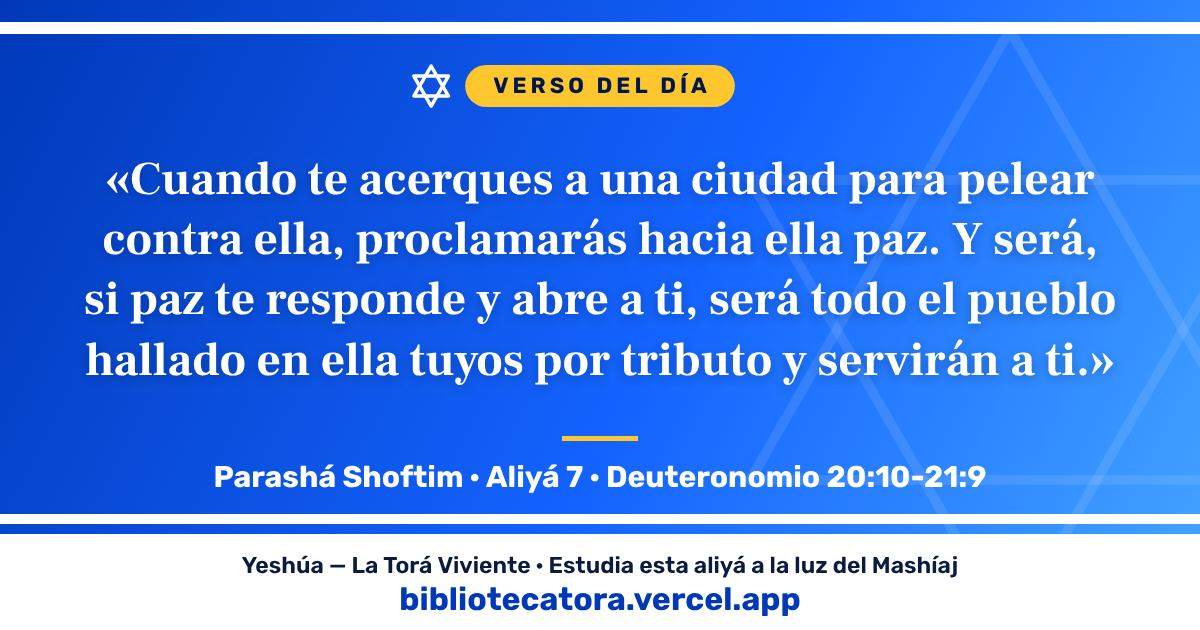 VERSO DEL DÍA
«Cuando te acerques a una ciudad para pelear
contra ella, proclamarás hacia ella paz. Y será,
si paz te responde y abre a ti, será todo el pueblo
hallado en ella tuyos por tributo y servirán a ti.»
Parashá Shoftim • Aliyá 7 • Deuteronomio 20:10-21:9
Yeshúa — La Torá Viviente • Estudia esta aliyá a la luz del Mashíaj
bibliotecatora.vercel.app